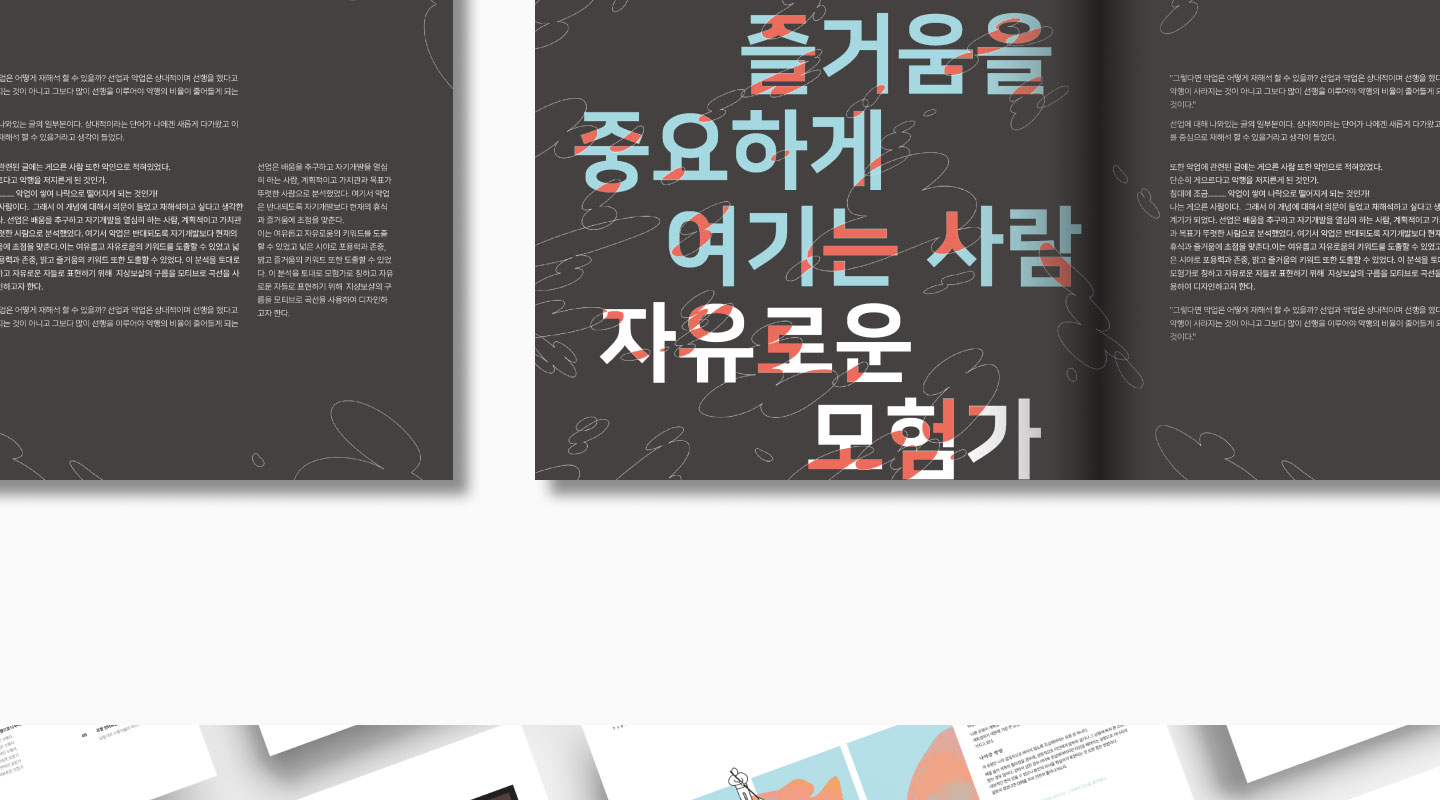 업은 어떻게 재해석 할 수 있을까? 선업과 악업은 상대적이며 선행을 했다고
지는 것이 아니고 그보다 많이 선행을 이루어야 악행의 비율이 줄어들게 되는
나와있는 글의 일부분이다. 상대적이라는 단어가 나에겐 새롭게 다가왔고 이
재해석 할 수 있을거라고 생각이 들었다.
관련된 글에는 게으른 사람 또한 악인으로 적혀있었다.
르다고 악행을 저지른게 된 것인가.
악업이 쌓여 나락으로 떨어지게 되는 것인가!
사람이다. 그래서 이 개념에 대해서 의문이 들었고 재해석하고 싶다고 생각한
다. 선업은 배움을 추구하고 자기개발을 열심히 하는 사람, 계획적이고 가치관
렷한 사람으로 분석했었다. 여기서 악업은 반대되도록 자기개발보다 현재의
움에 초점을 맞춘다.이는 여유롭고 자유로움의 키워드를 도출할 수 있었고 넓
포용력과 존중, 밝고 즐거움의 키워드 또한 도출할 수 있었다. 이 분석을 토대로
하고 자유로운 자들로 표현하기 위해 지상보살의 구름을 모티브로 곡선을 사
인하고자 한다.
업은 어떻게 재해석 할 수 있을까? 선업과 악업은 상대적이며 선행을 했다고
지는 것이 아니고 그보다 많이 선행을 이루어야 악행의 비율이 줄어들게 되는
선업은 배움을 추구하고 자기개발을 열심
히 하는 사람, 계획적이고 가치관과 목표가
뚜렷한 사람으로 분석했었다. 여기서 악업
은 반대되도록 자기개발보다 현재의 휴식
과 즐거움에 초점을 맞춘다.
이는 여유롭고 자유로움의 키워드를 도출
할 수 있었고 넓은 시야로 포용력과 존중,
밝고 즐거움의 키워드 또한 도출할 수 있었
다. 이 분석을 토대로 모험가로 칭하고 자유
로운 자들로 표현하기 위해 지상보살의 구
름을 모티브로 곡선을 사용하여 디자인하
고자 한다.
즐거움을
중요하게
여기는 사람
자유로운
모험가
"그렇다면 악업은 어떻게 재해석 할 수 있을까? 선업과 악업은 상대적이며 선행을 했다
악행이 사라지는 것이 아니고 그보다 많이 선행을 이루어야 악행의 비율이 줄어들게 되
것이다."
선업에 대해 나와있는 글의 일부분이다. 상대적이라는 단어가 나에겐 새롭게 다가왔고
를 중심으로 재해석 할 수 있을거라고 생각이 들었다.
또한 악업에 관련된 글에는 게으른 사람 또한 악인으로 적혀있었다.
단순히 게으르다고 악행을 저지르게 된 것인가.
침대에 조금........ 악업이 쌓여 나락으로 떨어지게 되는 것인가!
나는 게으른 사람이다. 그래서 이 개념에 대해서 의문이 들었고 재해석하고 싶다고 생
계기가 되었다. 선업은 배움을 추구하고 자기개발을 열심히 하는 사람, 계획적이고 가
과 목표가 뚜렷한 사람으로 분석했었다. 여기서 악업은 반대되도록 자기개발보다 현재
휴식과 즐거움에 초점을 맞춘다.이는 여유롭고 자유로움의 키워드를 도출할 수 있었고
은 시야로 포용력과 존중, 밝고 즐거움의 키워드 또한 도출할 수 있었다. 이 분석을 토대
모험가로 칭하고 자유로운 자들로 표현하기 위해 지상보살의 구름을 모티브로 곡선을
용하여 디자인하고자 한다.
"그렇다면 악업은 어떻게 재해석 할 수 있을까? 선업과 악업은 상대적이며 선행을 했다
악행이 사라지는 것이 아니고 그보다 많이 선행을 이루어야 악행의 비율이 줄어들게 되
것이다."